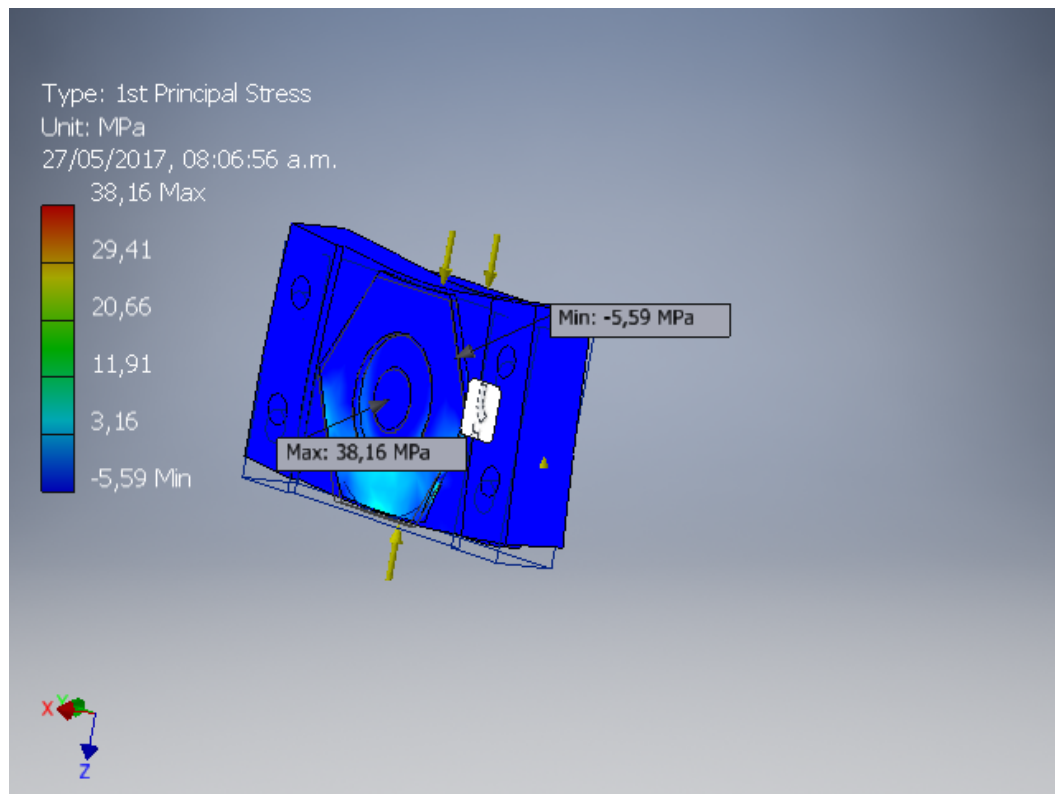 Type: 1st Principal Stress
Unit: MPa
27/05/2017, 08:06:56 a.m.
38,16 Max
29,41
20,66
11,91
3,16
-5,59 Min
Min: -5,59 MPa
Max: 38,16 MPa
X
Y
Z